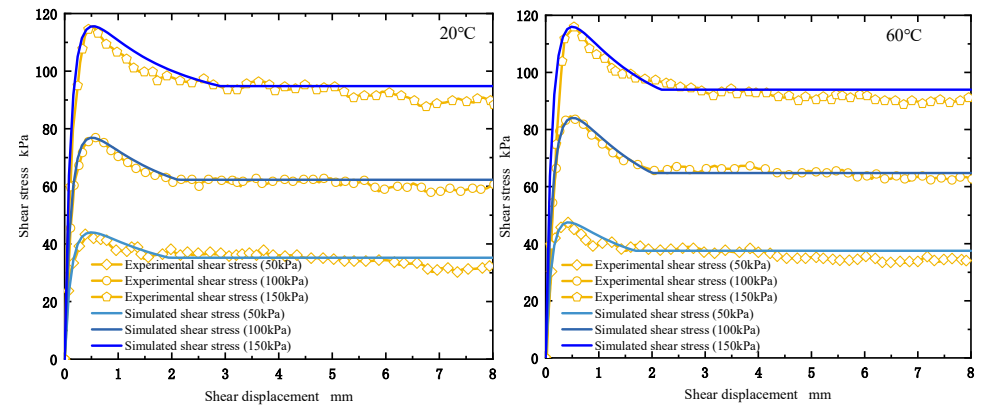 120
100
80
60
40
20
0
Shear stress   kPa
20℃
Experimental shear stress (50kPa)
Experimental shear stress (100kPa)
Experimental shear stress (150kPa)
Simulated shear stress (50kPa)
Simulated shear stress (100kPa)
Simulated shear stress (150kPa)
0 1 2 3 4 5 6 7 8
Shear displacement   mm
120
100
80
60
40
20
0
Shear stress   kPa
60℃
Experimental shear stress (50kPa)
Experimental shear stress (100kPa)
Experimental shear stress (150kPa)
Simulated shear stress (50kPa)
Simulated shear stress (100kPa)
Simulated shear stress (150kPa)
0 1 2 3 4 5 6 7 8
Shear displacement   mm